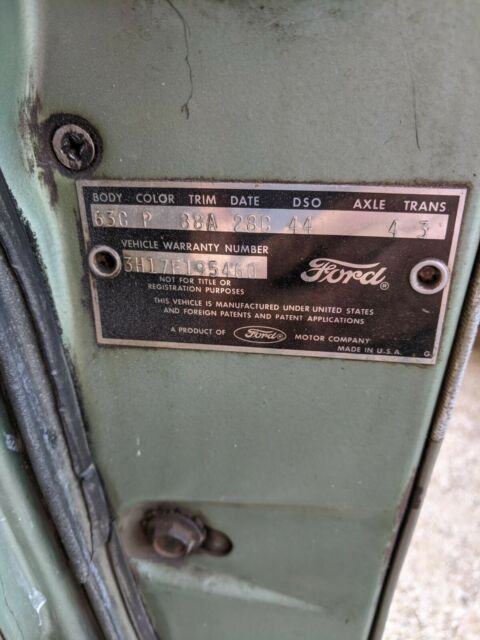 BODY COLOR TRIM DATE DSO AXLE TRANS
63C P 38A 28C 44 4 3
VEHICLE WARRANTY NUMBER
3H17F195460
Ford®
NOT FOR TITLE OR
REGISTRATION PURPOSES
THIS VEHICLE IS MANUFACTURED UNDER UNITED STATES
AND FOREIGN PATENTS AND PATENT APPLICATIONS
A PRODUCT OF Ford® MOTOR COMPANY
MADE IN U.S.A. G